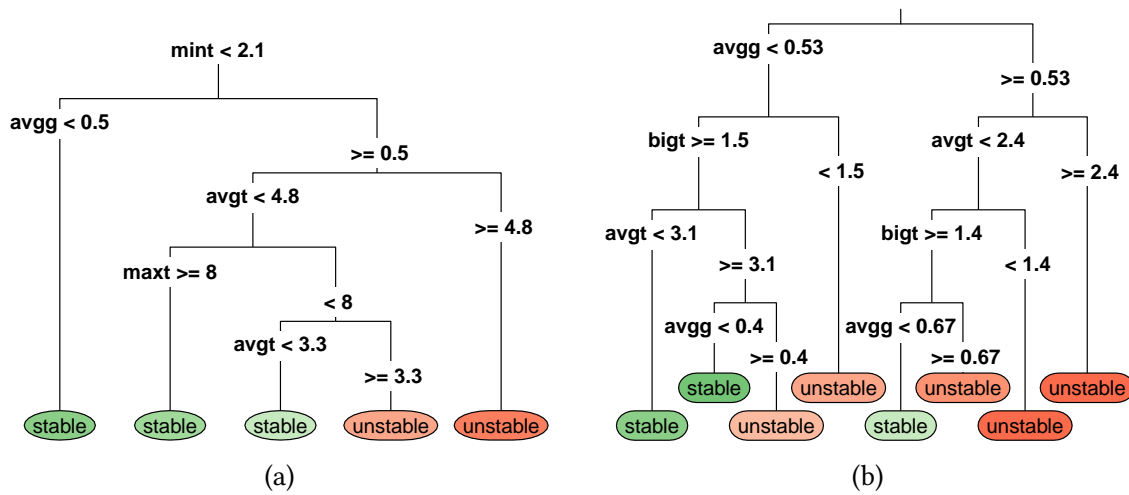 mint < 2.1
avgg < 0.5
>= 0.5
avgt < 4.8
>= 4.8
maxt >= 8
< 8
avgt < 3.3
>= 3.3
stable
stable
stable
unstable
unstable
(a)
avgg < 0.53
>= 0.53
bigt >= 1.5
< 1.5
avgt < 2.4
>= 2.4
avgt < 3.1
>= 3.1
bigt >= 1.4
< 1.4
avgg < 0.4
>= 0.4
avgg < 0.67
>= 0.67
stable
unstable
unstable
unstable
stable
unstable
stable
unstable
(b)